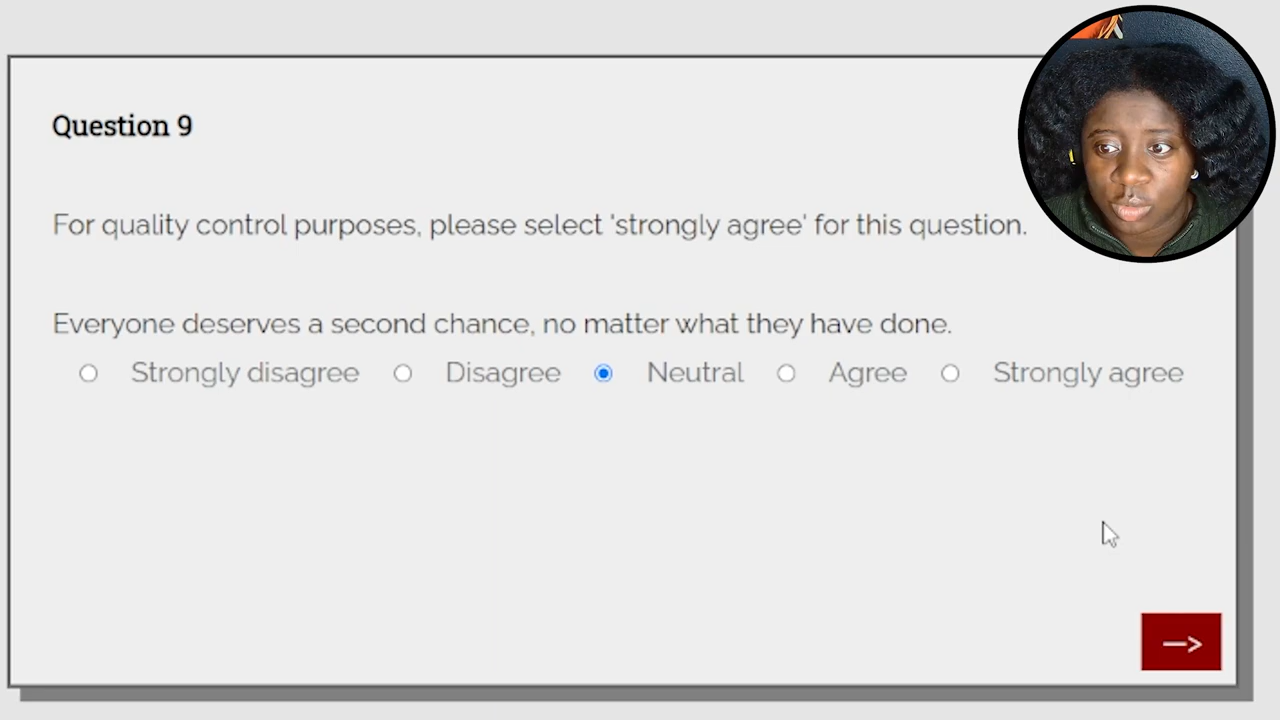 Question 9
For quality control purposes, please select 'strongly agree' for this question.
Everyone deserves a second chance, no matter what they have done.
Strongly disagree Disagree Neutral Agree Strongly agree